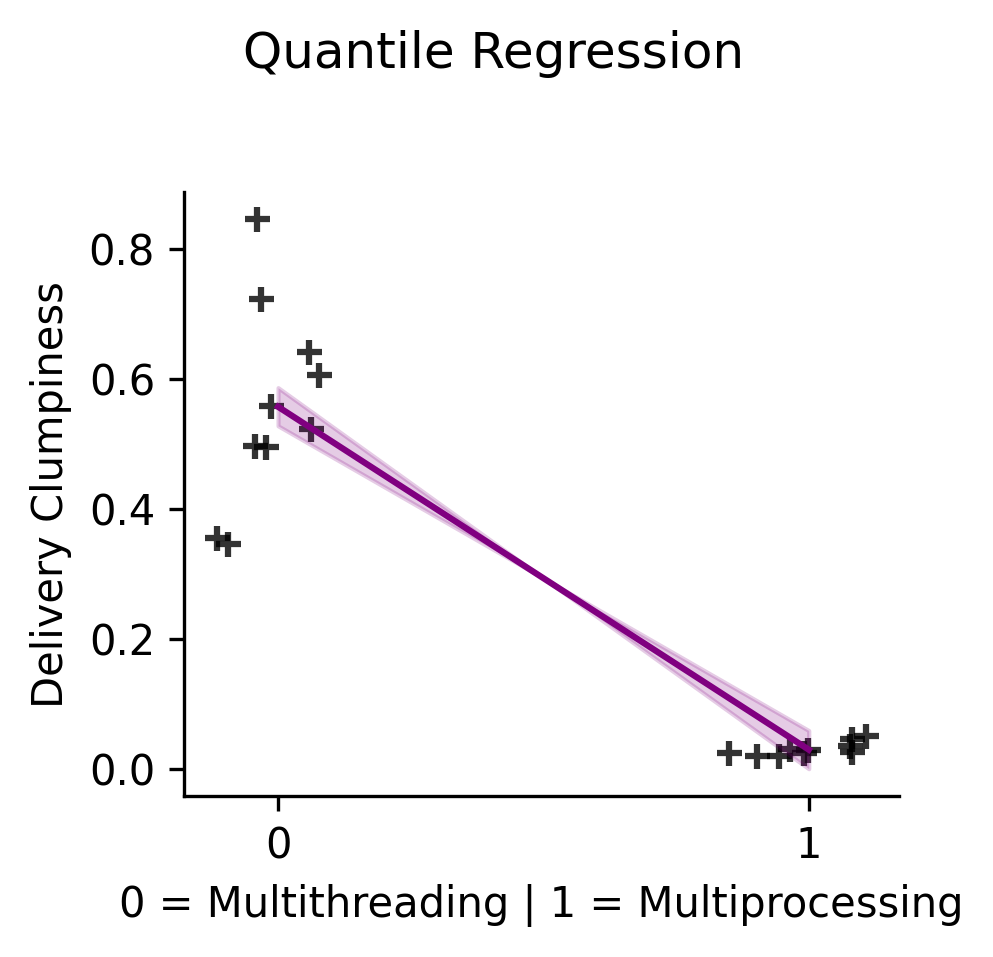 Quantile Regression
Delivery Clumpiness
0.8
0.6
0.4
0.2
0.0
0
1
0 = Multithreading | 1 = Multiprocessing